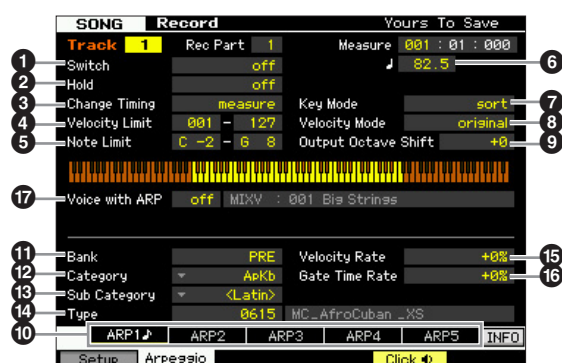 SONG Record Yours To Save
Track 1 Rec Part 1 Measure 001 : 01 : 000
1 Switch off ♩ 82.5 6
2 Hold off
3 Change Timing measure Key Mode sort 7
4 Velocity Limit 001 - 127 Velocity Mode original 8
5 Note Limit C -2 - G 8 Output Octave Shift +0 9
17 Voice with ARP off MIXV : 001 Big Strings
11 Bank PRE Velocity Rate +0% 15
12 Category ApKb Gate Time Rate +0% 16
13 Sub Category <Latin>
14 Type 0615 MC_AfroCuban _XS
10 ARP1♪ ARP2 ARP3 ARP4 ARP5 INFO
Setup Arpeggio Click